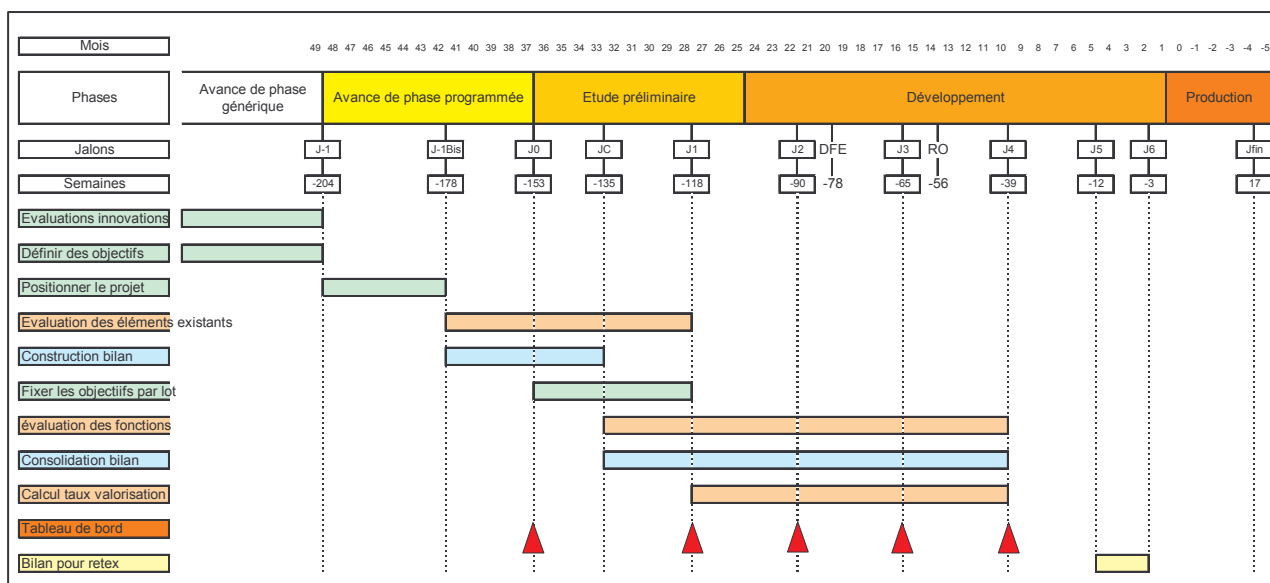 Mois 49 48 47 46 45 44 43 42 41 40 39 38 37 36 35 34 33 32 31 30 29 28 27 26 25 24 23 22 21 20 19 18 17 16 15 14 13 12 11 10 9 8 7 6 5 4 3 2 1 0 -1 -2 -3 -4 -5
Phases Avance de phase générique Avance de phase programmée Etude préliminaire Développement Production
Jalons J-1 J-1Bis J0 JC J1 J2 DFE J3 RO J4 J5 J6 Jfin
Semaines -204 -178 -153 -135 -118 -90 -78 -65 -56 -39 -12 -3 17
Evaluations innovations
Définir des objectifs
Positionner le projet
Evaluation des éléments existants
Construction bilan
Fixer les objectiifs par lot
évaluation des fonctions
Consolidation bilan
Calcul taux valorisation
Tableau de bord
Bilan pour retex